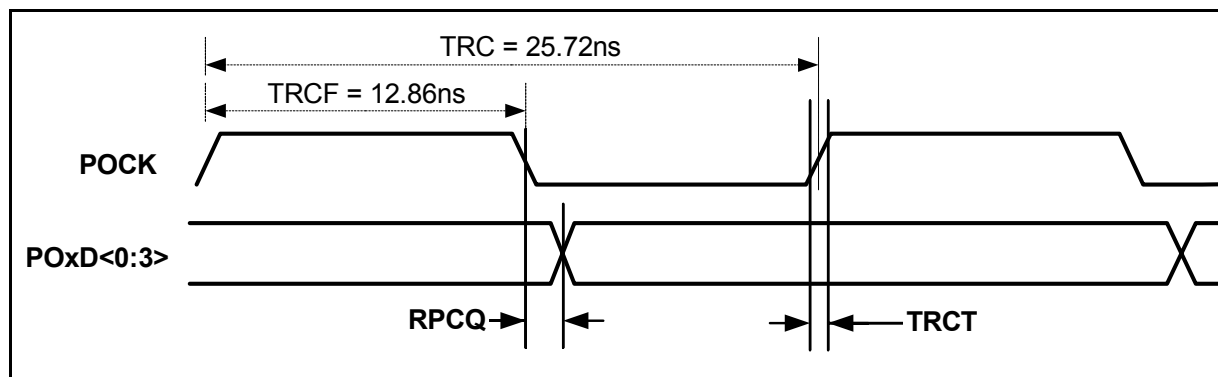 TRC = 25.72ns
TRCF = 12.86ns
POCK
POxD<0:3>
RPCQ
TRCT